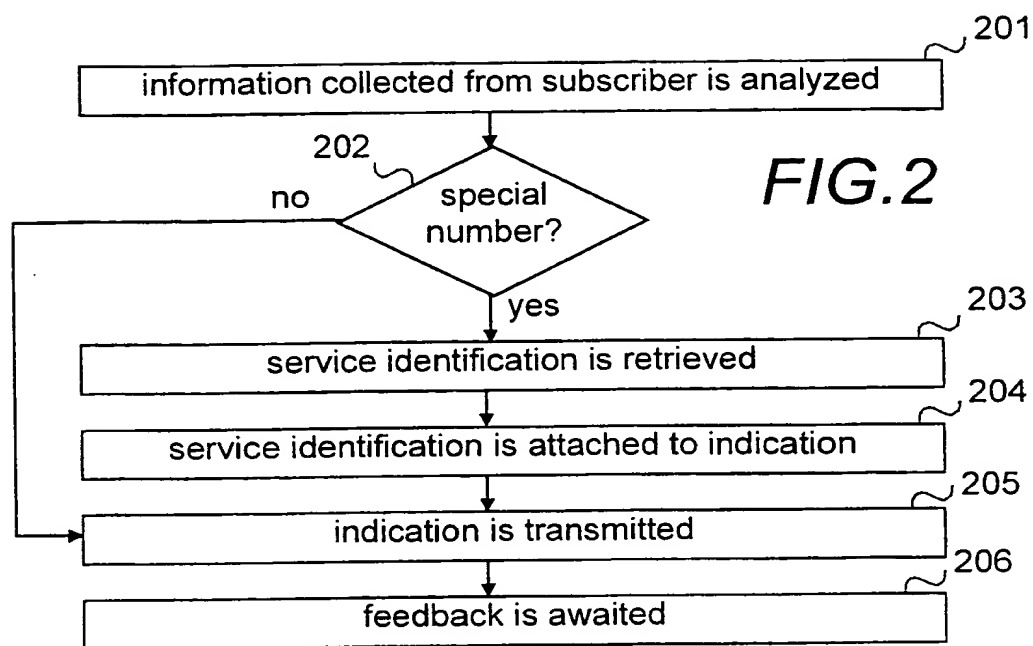 201
information collected from subscriber is analyzed
202
special
number?
no
FIG.2
yes
203
service identification is retrieved
204
service identification is attached to indication
205
indication is transmitted
206
feedback is awaited